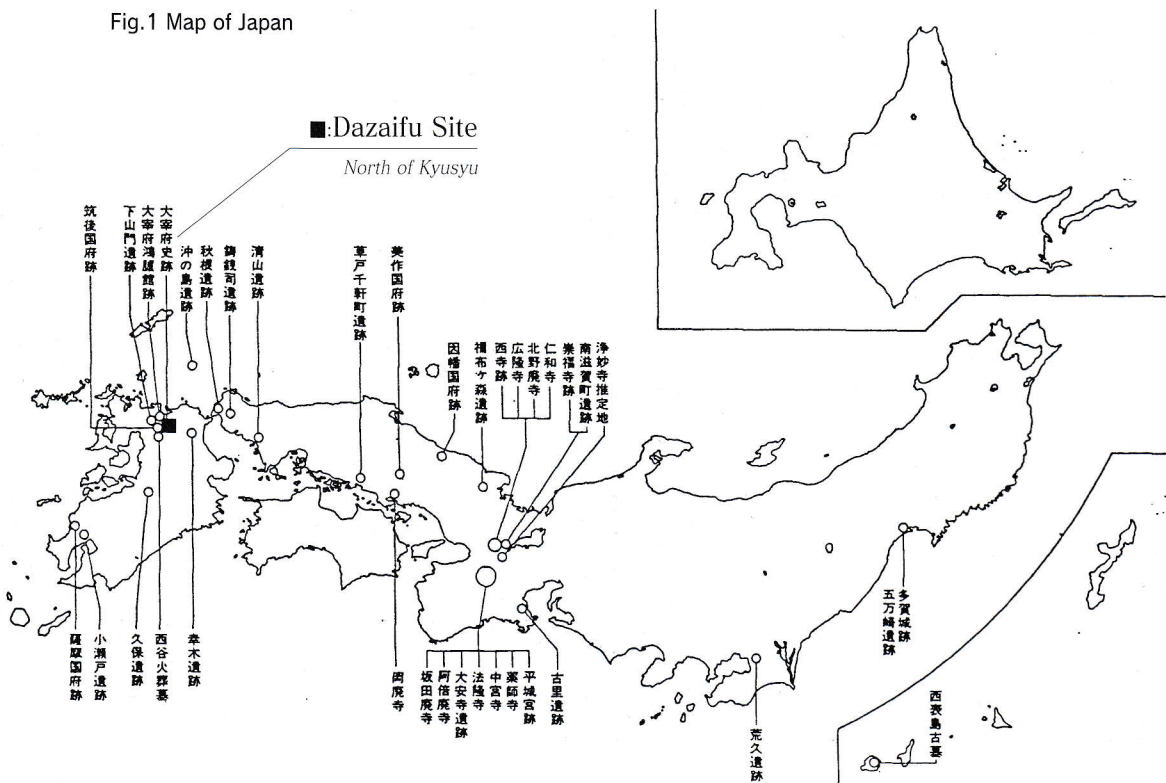 Fig.1 Map of Japan
■:Dazaifu Site
North of Kyusyu
筑後国府跡
下山門遺跡
大宰府鴻臚館跡
大宰府史跡
沖の島遺跡
秋根遺跡
鋳銭司遺跡
清山遺跡
草戸千軒町遺跡
美作国府跡
因幡国府跡
禰布ケ森遺跡
西寺跡
広隆寺
北野廃寺
仁和寺
崇福寺跡
南滋賀町遺跡
浄妙寺推定地
薩摩国府跡
小瀬戸遺跡
久保遺跡
西谷火葬墓
幸木遺跡
岡廃寺
坂田廃寺
阿倍廃寺
大安寺遺跡
法隆寺
中宮寺
薬師寺
平城宮跡
古里遺跡
荒久遺跡
五万崎遺跡
多賀城跡
西表島古墓